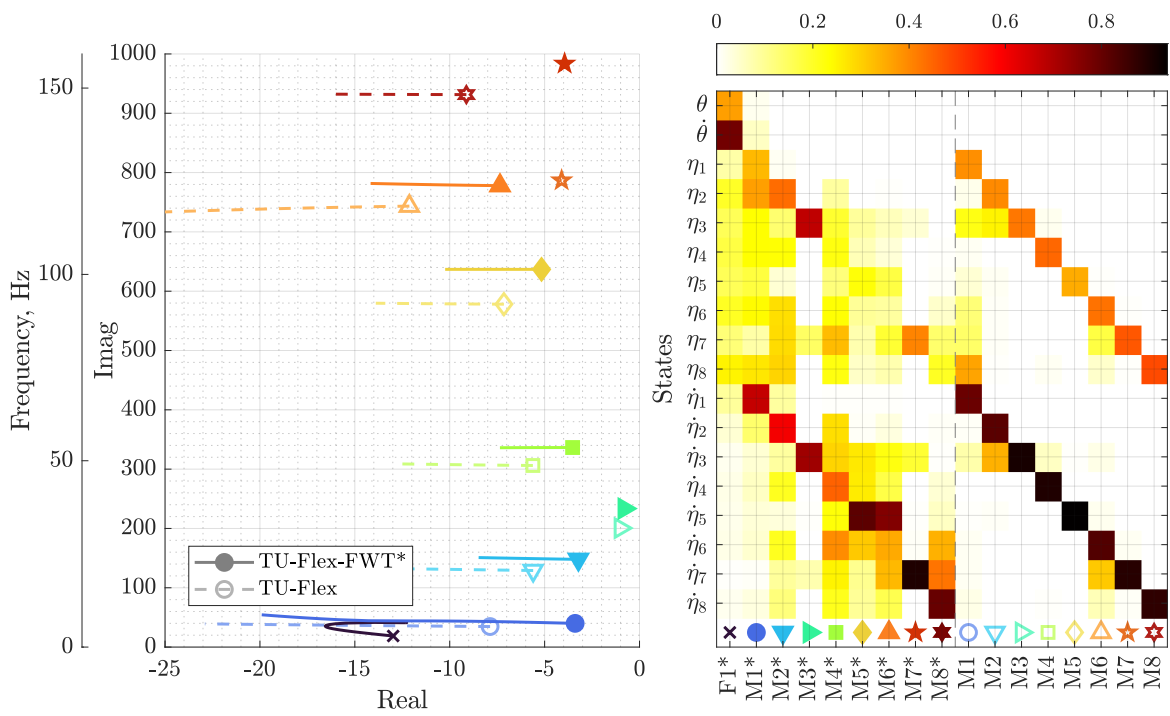 Frequency, Hz
150
100
50
0
Imag
1000
900
800
700
600
500
400
300
200
100
0
TU-Flex-FWT*
TU-Flex
-25
-20
-15
-10
-5
0
Real
0
0.2
0.4
0.6
0.8
States
θ
θ̇
η₁
η₂
η₃
η₄
η₅
η₆
η₇
η₈
η̇₁
η̇₂
η̇₃
η̇₄
η̇₅
η̇₆
η̇₇
η̇₈
F1*
M1*
M2*
M3*
M4*
M5*
M6*
M7*
M8*
M1
M2
M3
M4
M5
M6
M7
M8